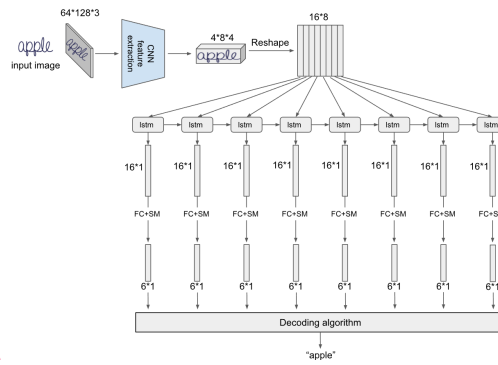 64*128*3
apple
input image
apple
CNN
feature
extraction
4*8*4
apple
Reshape
16*8
lstm lstm lstm lstm lstm lstm lstm lstm
16*1 16*1 16*1 16*1 16*1 16*1 16*1 16*1
FC+SM FC+SM FC+SM FC+SM FC+SM FC+SM FC+SM FC+S
6*1 6*1 6*1 6*1 6*1 6*1 6*1 6*1
Decoding algorithm
"apple"